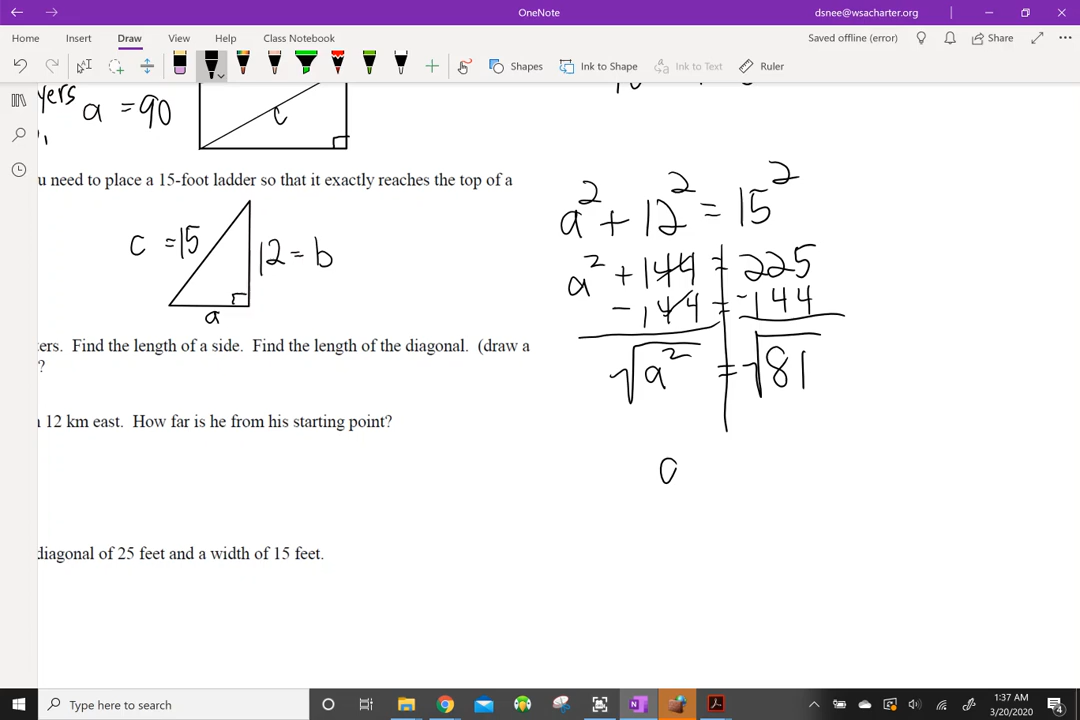 OneNote
dsnee@wsacharter.org
Home Insert Draw View Help Class Notebook
Saved offline (error) Share
Shapes Ink to Shape Ink to Text Ruler
yers a = 90
c
u need to place a 15-foot ladder so that it exactly reaches the top of a
c = 15
12 = b
a
ers. Find the length of a side. Find the length of the diagonal. (draw a
?
12 km east. How far is he from his starting point?
diagonal of 25 feet and a width of 15 feet.
a² + 12² = 15²
a² + 144 = 225
- 144 = -144
√a² = √81
a
Type here to search
1:37 AM
3/20/2020
4